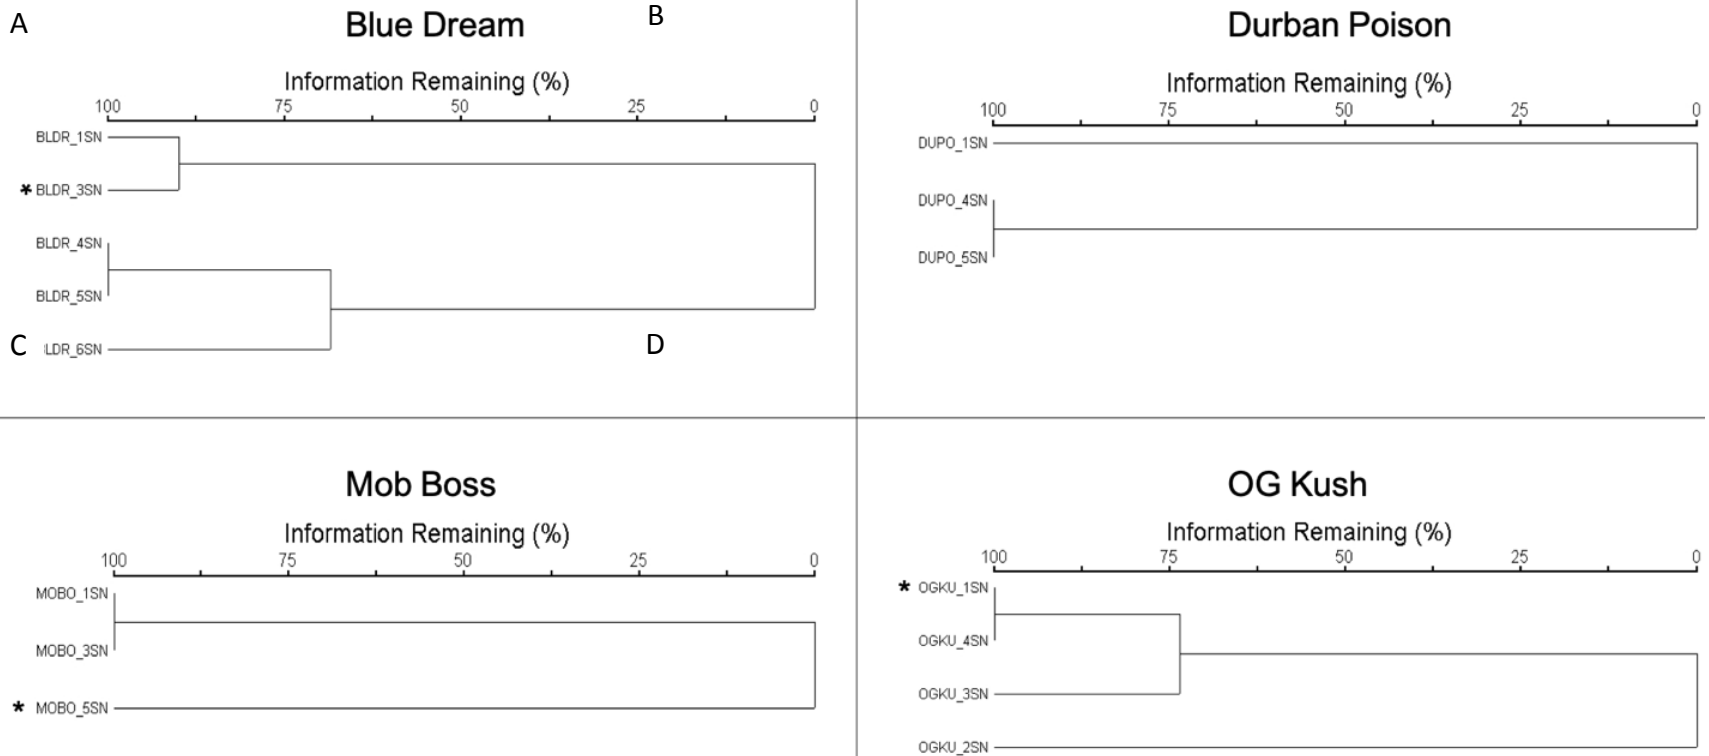 A
Blue Dream
B
Information Remaining (%)
100 75 50 25 0
BLDR_1SN
* BLDR_3SN
BLDR_4SN
BLDR_5SN
LDR_6SN
C
D
Durban Poison
Information Remaining (%)
100 75 50 25 0
DUPO_1SN
DUPO_4SN
DUPO_5SN
Mob Boss
Information Remaining (%)
100 75 50 25 0
MOBO_1SN
MOBO_3SN
* MOBO_5SN
OG Kush
Information Remaining (%)
100 75 50 25 0
* OGKU_1SN
OGKU_4SN
OGKU_3SN
OGKU_2SN